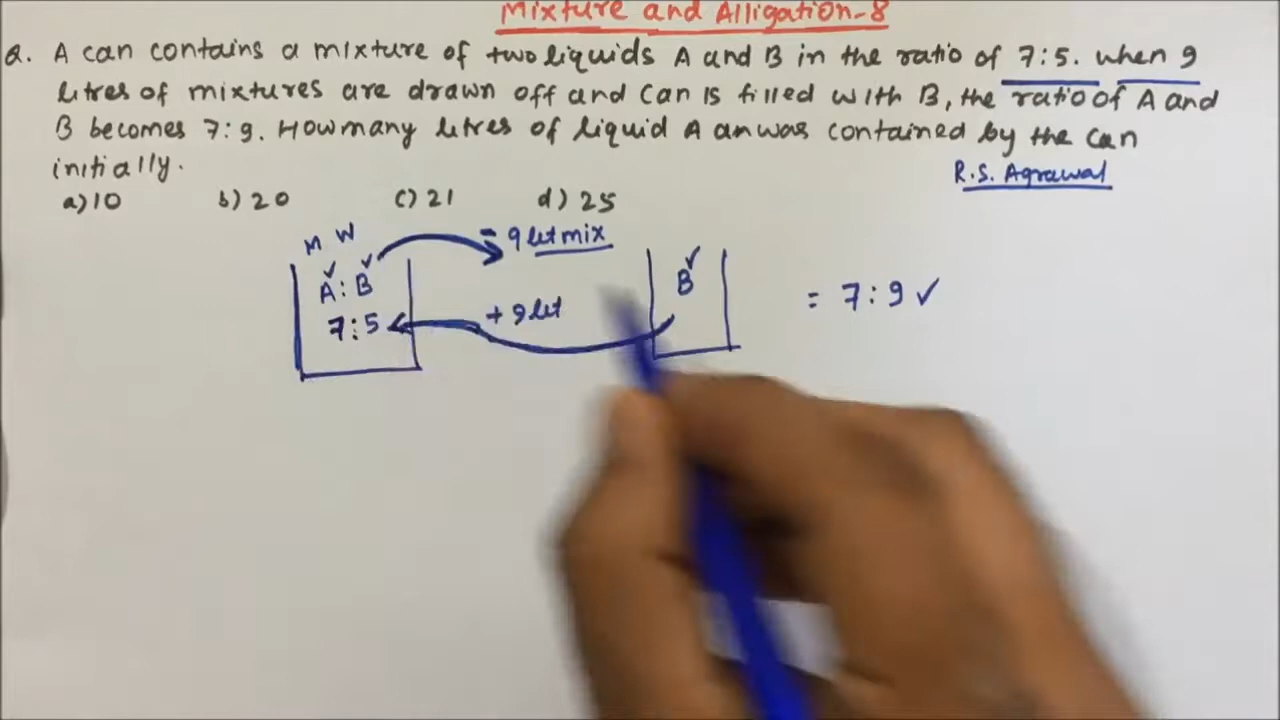 Mixture and Alligation-8
Q. A can contains a mixture of two liquids A and B in the ratio of 7:5. when 9
litres of mixtures are drawn off and can is filled with B, the ratio of A and
B becomes 7:9. How many litres of liquid A an was contained by the can
initially.
R.S. Agrawal
a) 10 b) 20 c) 21 d) 25
M W
- 9 let mix
A : B
B
= 7:9 ✓
+ 9 let
7:5